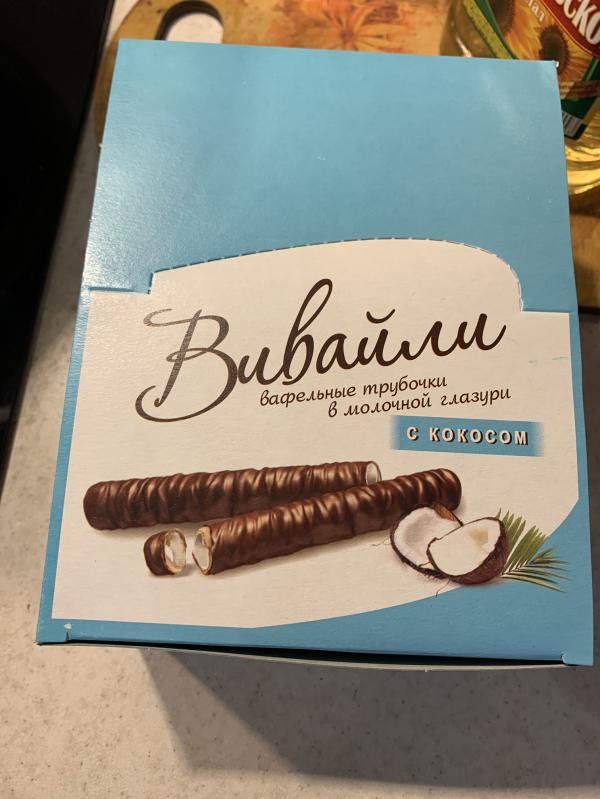 Вивайли
вафельные трубочки
в молочной глазури
С КОКОСОМ